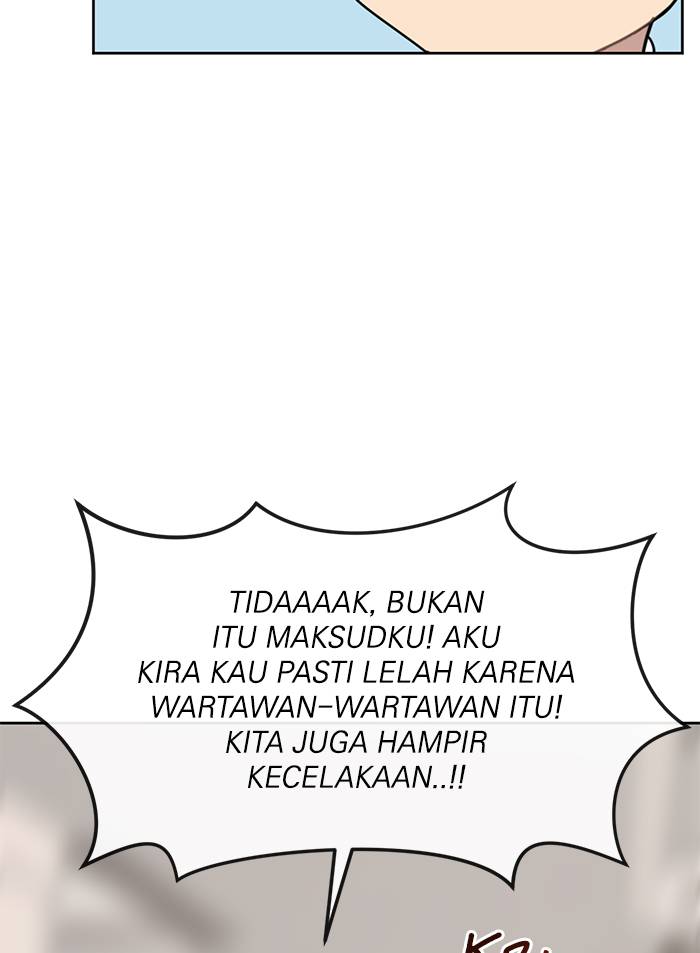 TIDAAAAK, BUKAN
ITU MAKSUDKU! AKU
KIRA KAU PASTI LELAH KARENA
WARTAWAN-WARTAWAN ITU!
KITA JUGA HAMPIR
KECELAKAAN..!!